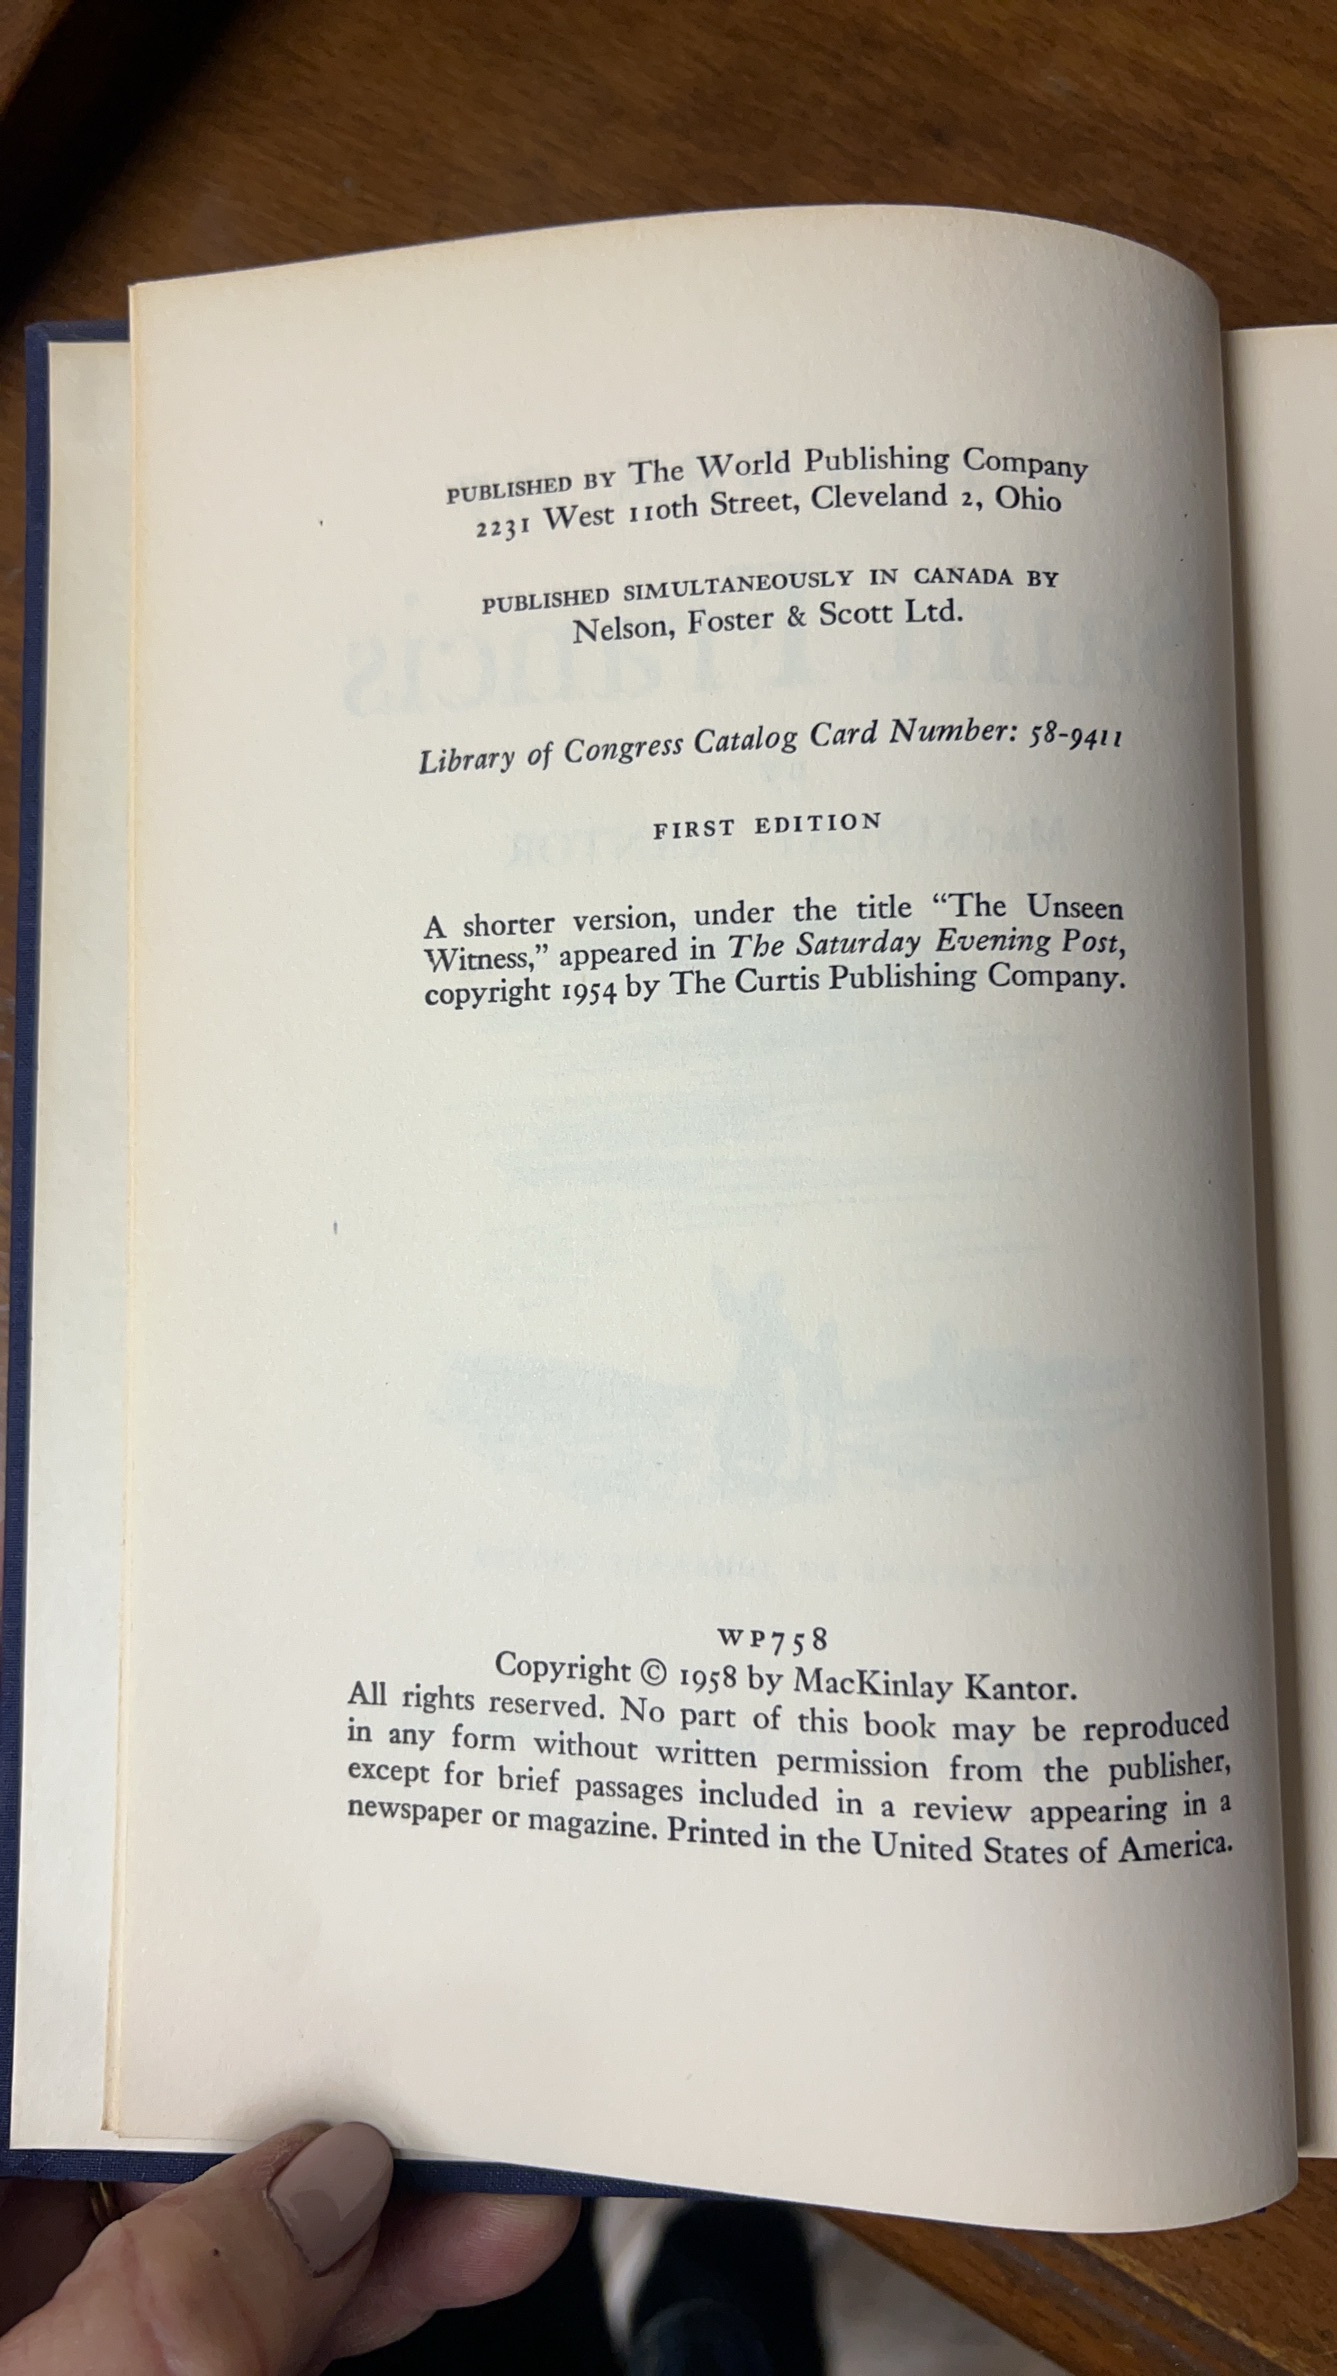 PUBLISHED BY The World Publishing Company
2231 West 110th Street, Cleveland 2, Ohio
PUBLISHED SIMULTANEOUSLY IN CANADA BY
Nelson, Foster & Scott Ltd.
Library of Congress Catalog Card Number: 58-9411
FIRST EDITION
A shorter version, under the title “The Unseen
Witness,” appeared in The Saturday Evening Post,
copyright 1954 by The Curtis Publishing Company.
WP758
Copyright © 1958 by MacKinlay Kantor.
All rights reserved. No part of this book may be reproduced
in any form without written permission from the publisher,
except for brief passages included in a review appearing in a
newspaper or magazine. Printed in the United States of America.